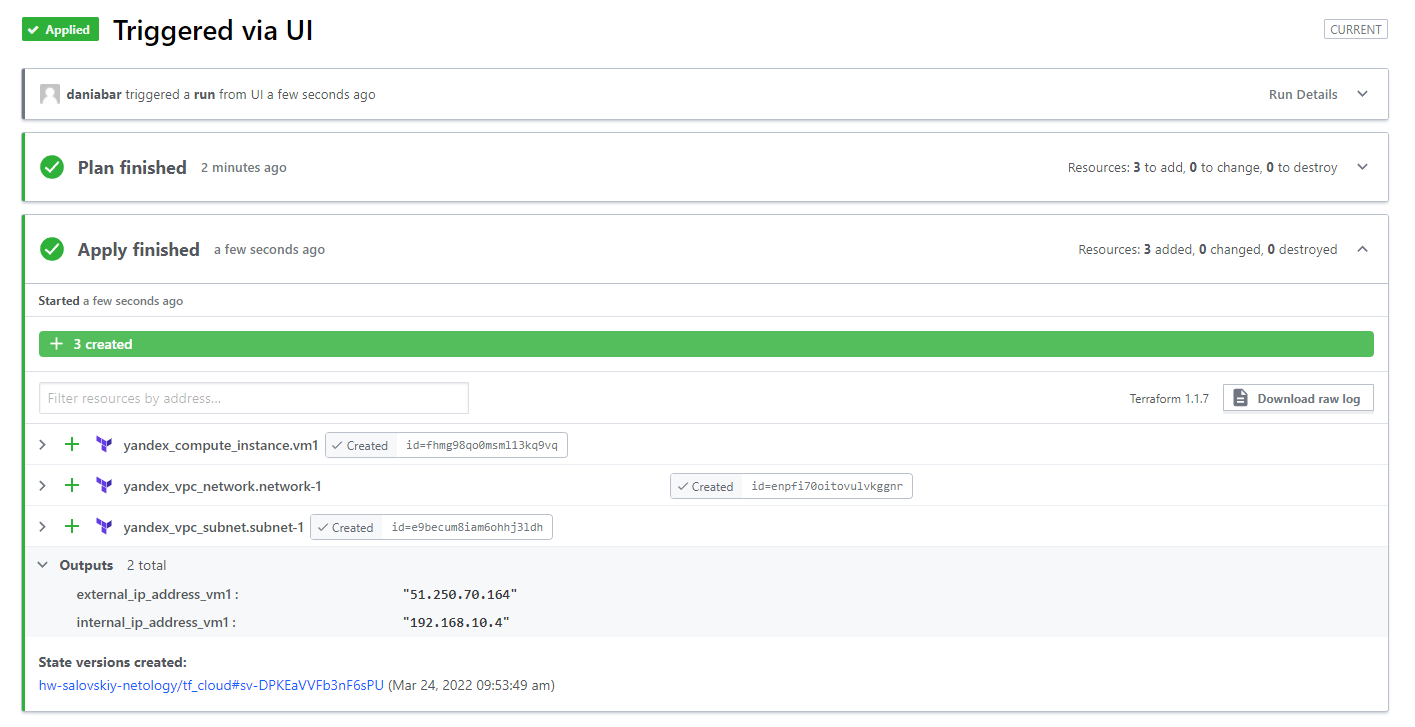 Applied Triggered via UI CURRENT
daniabar triggered a run from UI a few seconds ago Run Details
Plan finished 2 minutes ago Resources: 3 to add, 0 to change, 0 to destroy
Apply finished a few seconds ago Resources: 3 added, 0 changed, 0 destroyed
Started a few seconds ago
+ 3 created
Filter resources by address... Terraform 1.1.7 Download raw log
yandex_compute_instance.vm1 Created id=fhmg98qo0msml13kq9vq
yandex_vpc_network.network-1 Created id=enpfi70oitovulvkggnr
yandex_vpc_subnet.subnet-1 Created id=e9becum8iam6ohhj3ldh
Outputs 2 total
external_ip_address_vm1 : "51.250.70.164"
internal_ip_address_vm1 : "192.168.10.4"
State versions created:
hw-salovskiy-netology/tf_cloud#sv-DPKEaVVFb3nF6sPU (Mar 24, 2022 09:53:49 am)